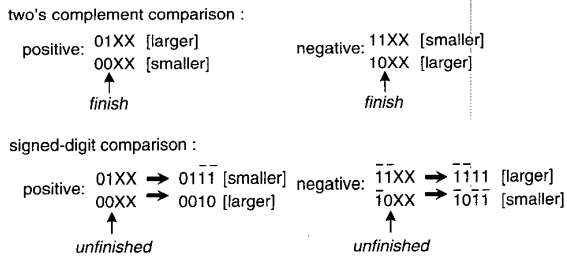 two's complement comparison :
positive: 01XX [larger] negative: 11XX [smaller]
00XX [smaller] 10XX [larger]
finish finish
signed-digit comparison :
positive: 01XX → 011̄1̄ [smaller] negative: 1̄1̄XX → 1̄1̄11 [larger]
00XX → 0010 [larger] 1̄0XX → 1̄01̄1̄ [smaller]
unfinished unfinished